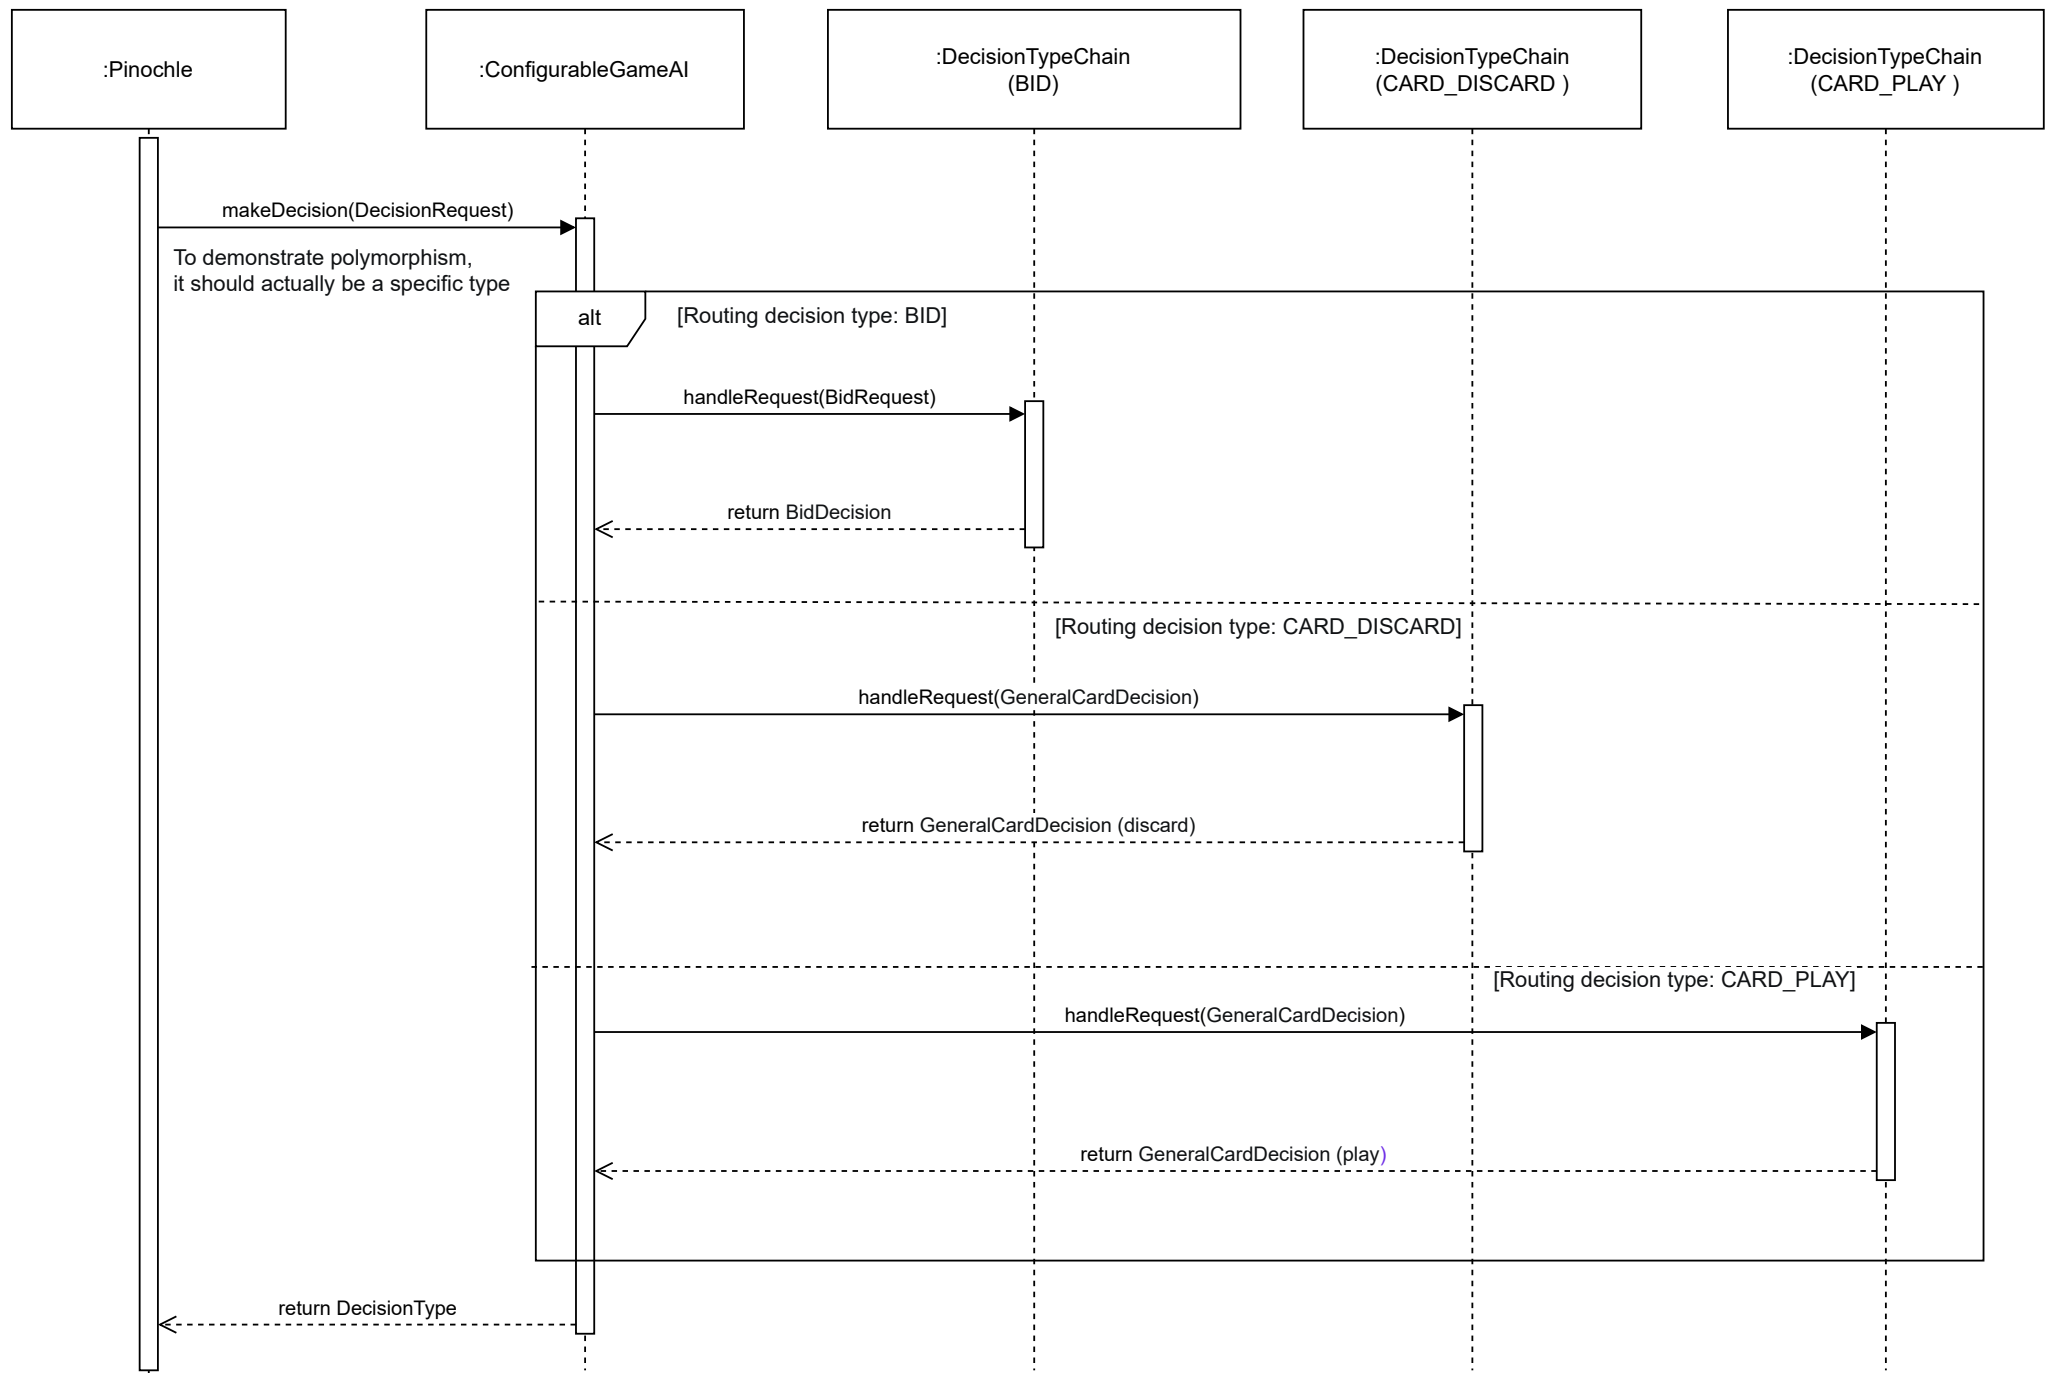 :Pinochle
:ConfigurableGameAI
:DecisionTypeChain
(BID)
:DecisionTypeChain
(CARD_DISCARD )
:DecisionTypeChain
(CARD_PLAY )
makeDecision(DecisionRequest)
To demonstrate polymorphism,
it should actually be a specific type
alt
[Routing decision type: BID]
handleRequest(BidRequest)
return BidDecision
[Routing decision type: CARD_DISCARD]
handleRequest(GeneralCardDecision)
return GeneralCardDecision (discard)
[Routing decision type: CARD_PLAY]
handleRequest(GeneralCardDecision)
return GeneralCardDecision (play)
return DecisionType